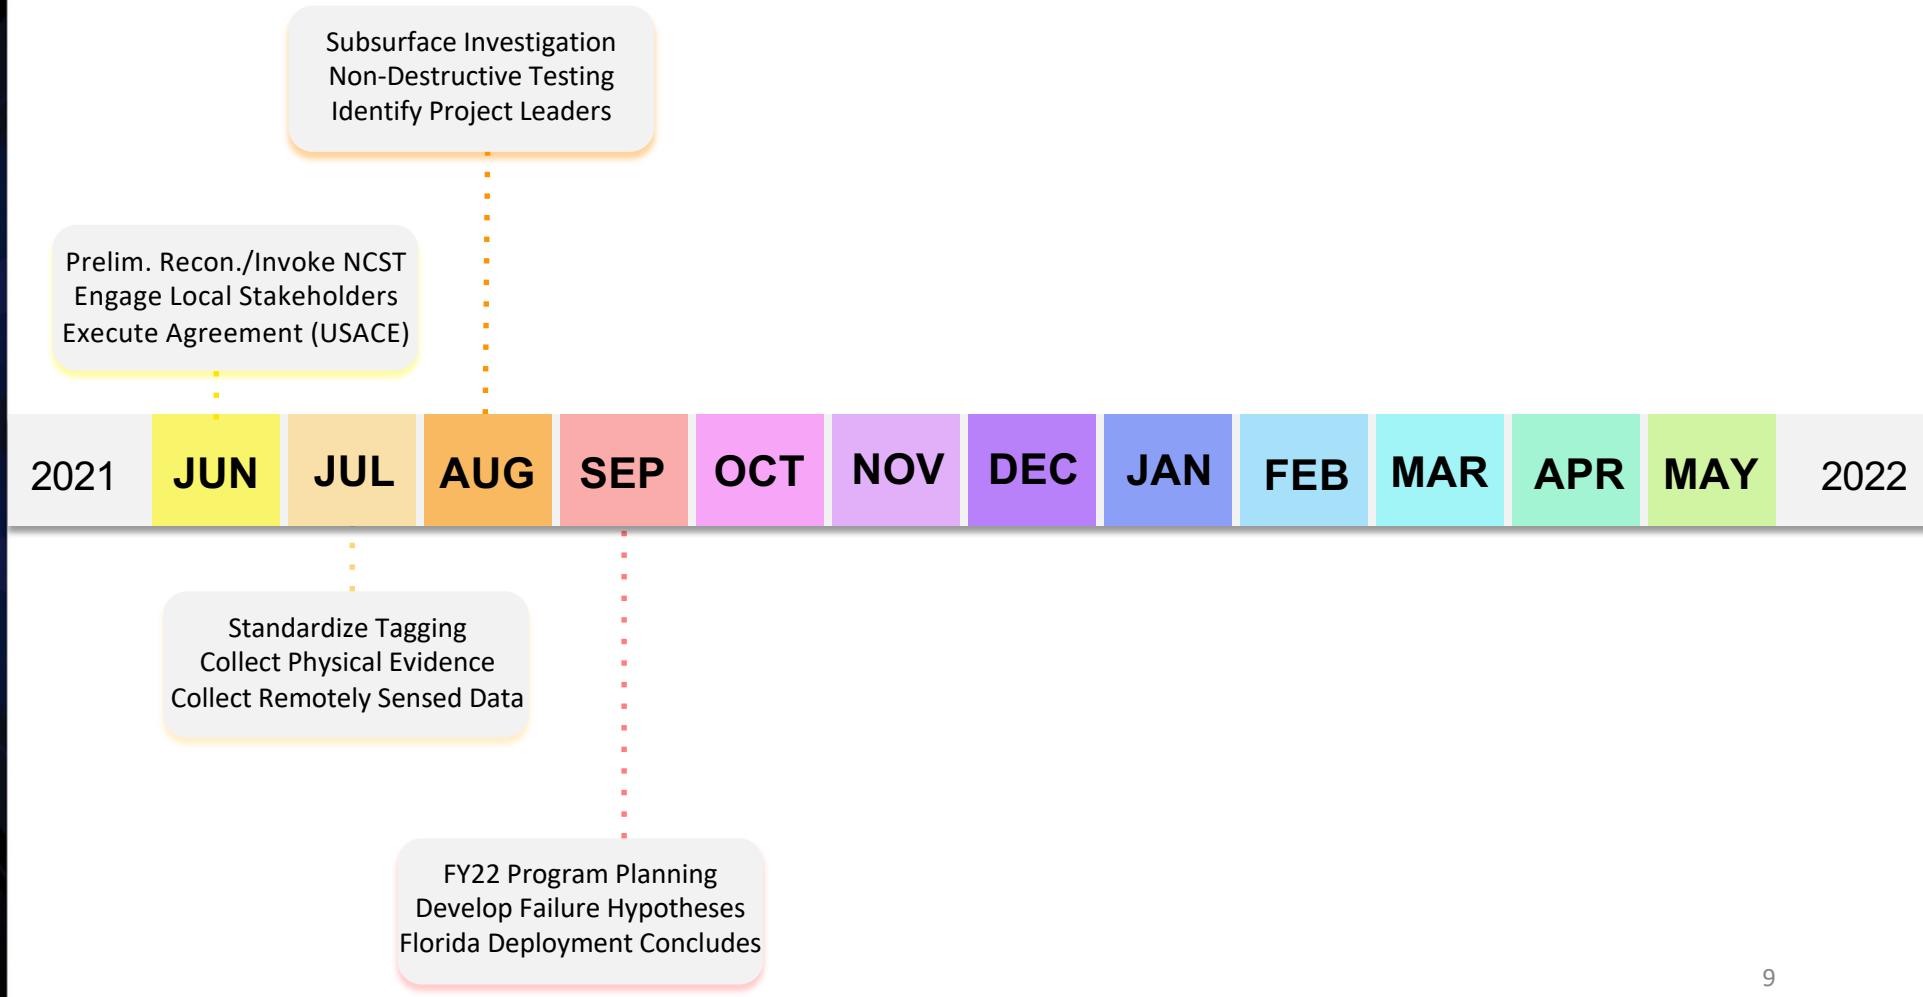 Subsurface Investigation
Non-Destructive Testing
Identify Project Leaders
Prelim. Recon./Invoke NCST
Engage Local Stakeholders
Execute Agreement (USACE)
2021 JUN JUL AUG SEP OCT NOV DEC JAN FEB MAR APR MAY 2022
Standardize Tagging
Collect Physical Evidence
Collect Remotely Sensed Data
FY22 Program Planning
Develop Failure Hypotheses
Florida Deployment Concludes
9